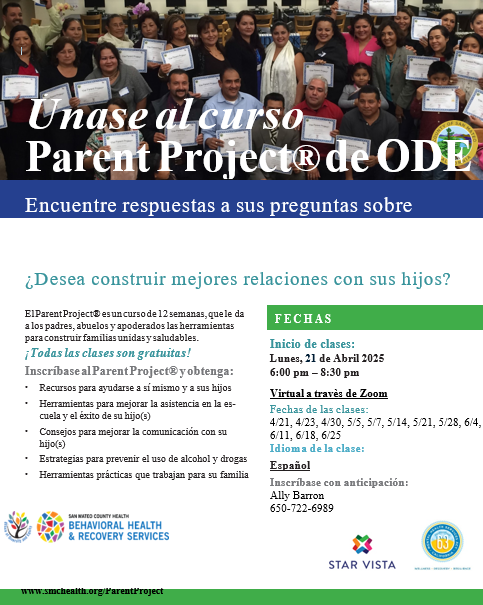 Únase al curso
Parent Project® de ODE
Encuentre respuestas a sus preguntas sobre
¿Desea construir mejores relaciones con sus hijos?
El Parent Project® es un curso de 12 semanas, que le da
a los padres, abuelos y apoderados las herramientas
para construir familias unidas y saludables.
¡Todas las clases son gratuitas!
Inscríbase al Parent Project® y obtenga:
• Recursos para ayudarse a sí mismo y a sus hijos
• Herramientas para mejorar la asistencia en la es-
cuela y el éxito de su hijo(s)
• Consejos para mejorar la comunicación con su
hijo(s)
• Estrategias para prevenir el uso de alcohol y drogas
• Herramientas prácticas que trabajan para su familia
FECHAS
Inicio de clases:
Lunes, 21 de Abril 2025
6:00 pm – 8:30 pm
Virtual a travès de Zoom
Fechas de las clases:
4/21, 4/23, 4/30, 5/5, 5/7, 5/14, 5/21, 5/28, 6/4,
6/11, 6/18, 6/25
Idioma de la clase:
Español
Inscríbase con anticipación:
Ally Barron
650-722-6989
SAN MATEO COUNTY HEALTH
BEHAVIORAL HEALTH
& RECOVERY SERVICES
STAR VISTA
www.smchealth.org/ParentProject